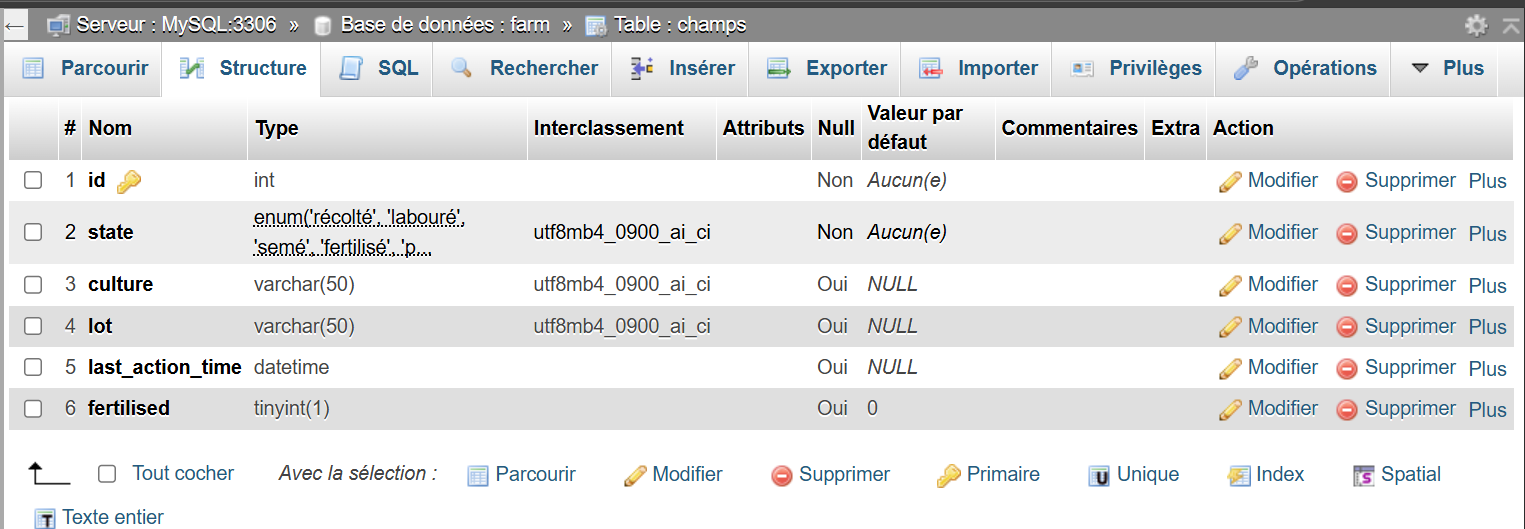 Serveur : MySQL:3306 » Base de données : farm » Table : champs
Parcourir Structure SQL Rechercher Insérer Exporter Importer Privilèges Opérations Plus
# Nom Type Interclassement Attributs Null Valeur par défaut Commentaires Extra Action
1 id int Non Aucun(e) Modifier Supprimer Plus
2 state enum('récolté', 'labouré', 'semé', 'fertilisé', 'p... utf8mb4_0900_ai_ci Non Aucun(e) Modifier Supprimer Plus
3 culture varchar(50) utf8mb4_0900_ai_ci Oui NULL Modifier Supprimer Plus
4 lot varchar(50) utf8mb4_0900_ai_ci Oui NULL Modifier Supprimer Plus
5 last_action_time datetime Oui NULL Modifier Supprimer Plus
6 fertilised tinyint(1) Oui 0 Modifier Supprimer Plus
Tout cocher Avec la sélection : Parcourir Modifier Supprimer Primaire Unique Index Spatial
Texte entier